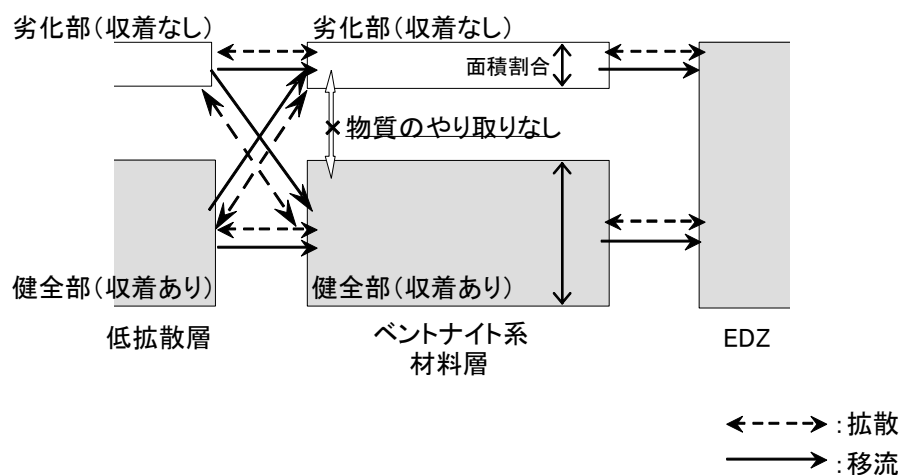 劣化部（収着なし）
劣化部（収着なし）
面積割合
×物質のやり取りなし
健全部（収着あり）
健全部（収着あり）
低拡散層
ベントナイト系
材料層
EDZ
：拡散
：移流